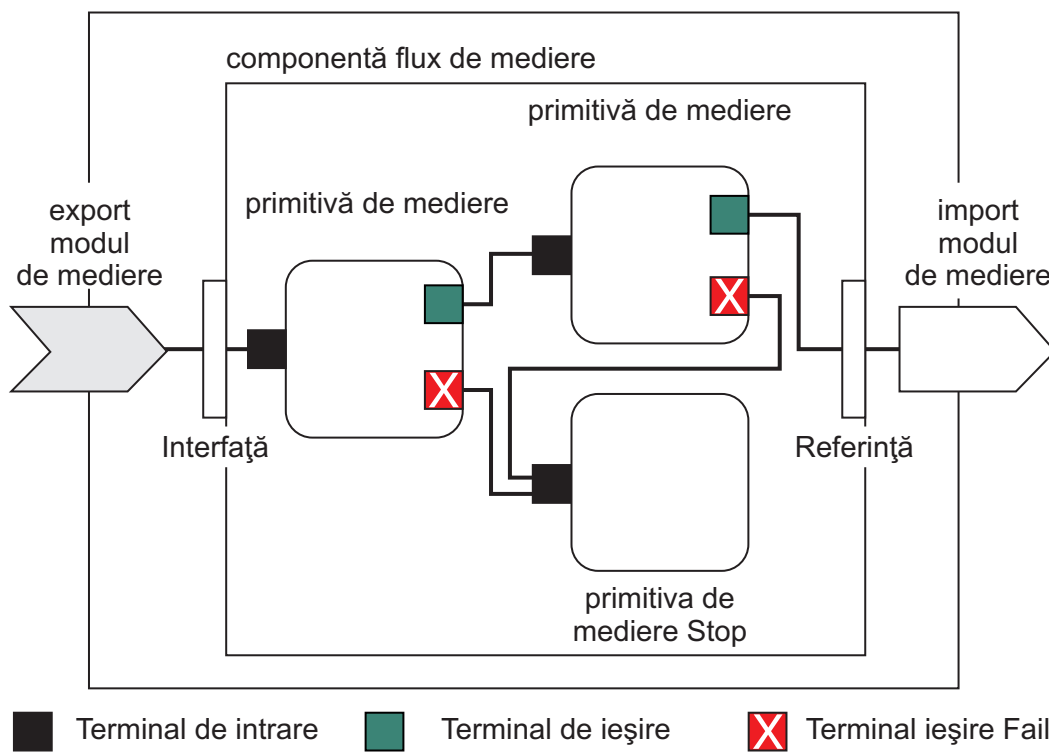 componentă flux de mediere
primitivă de mediere
primitivă de mediere
export
modul
de mediere
import
modul
de mediere
Interfaţă
Referinţă
primitiva de
mediere Stop
Terminal de intrare
Terminal de ieşire
Terminal ieşire Fail